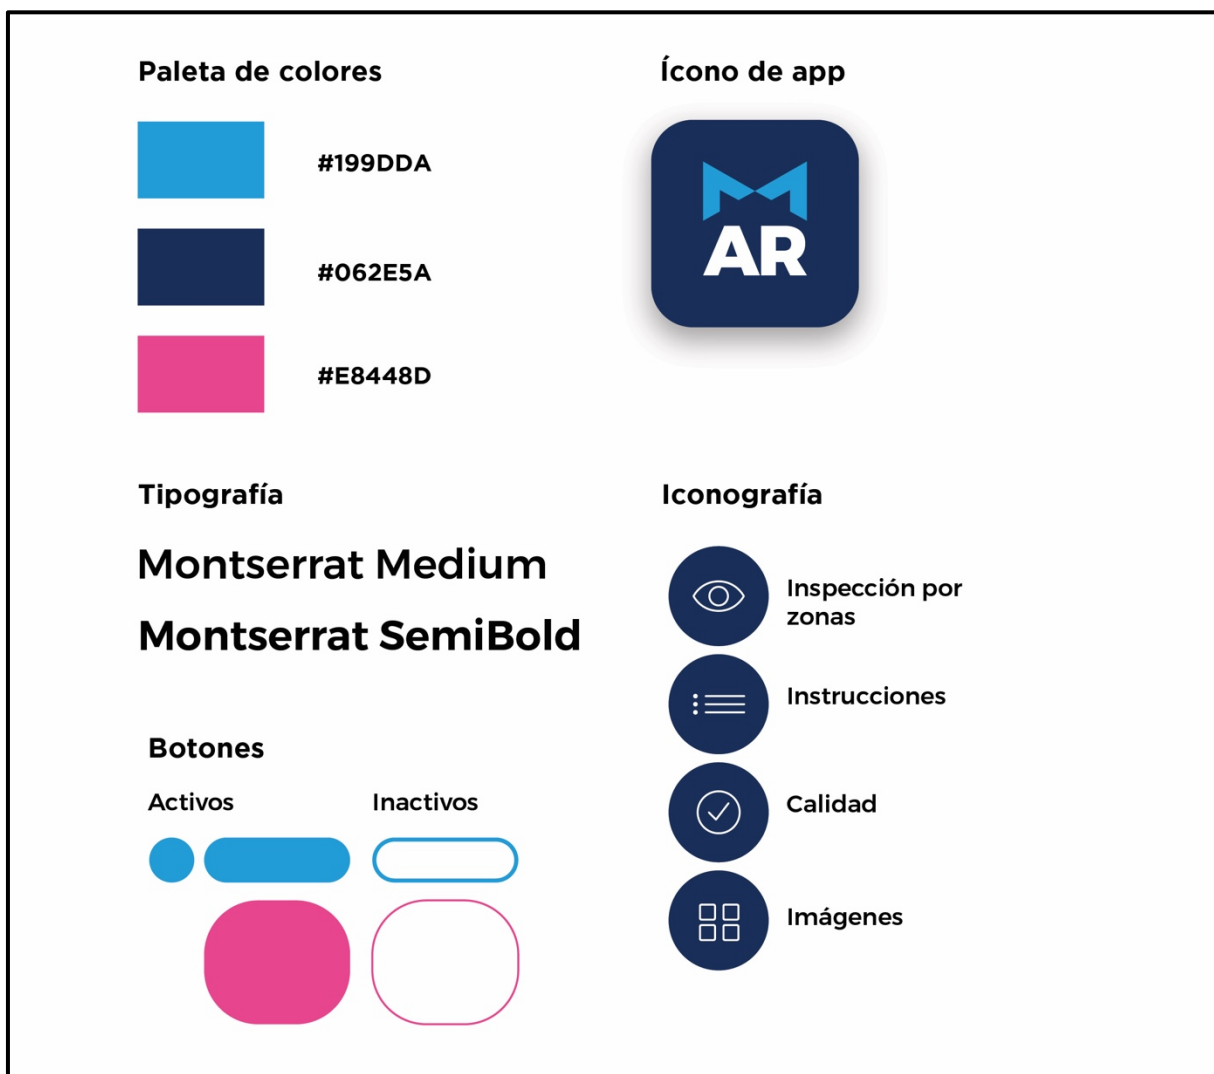 Paleta de colores
#199DDA
#062E5A
#E8448D
Ícono de app
AR
Tipografía
Montserrat Medium
Montserrat SemiBold
Botones
Activos
Inactivos
Iconografía
Inspección por
zonas
Instrucciones
Calidad
Imágenes